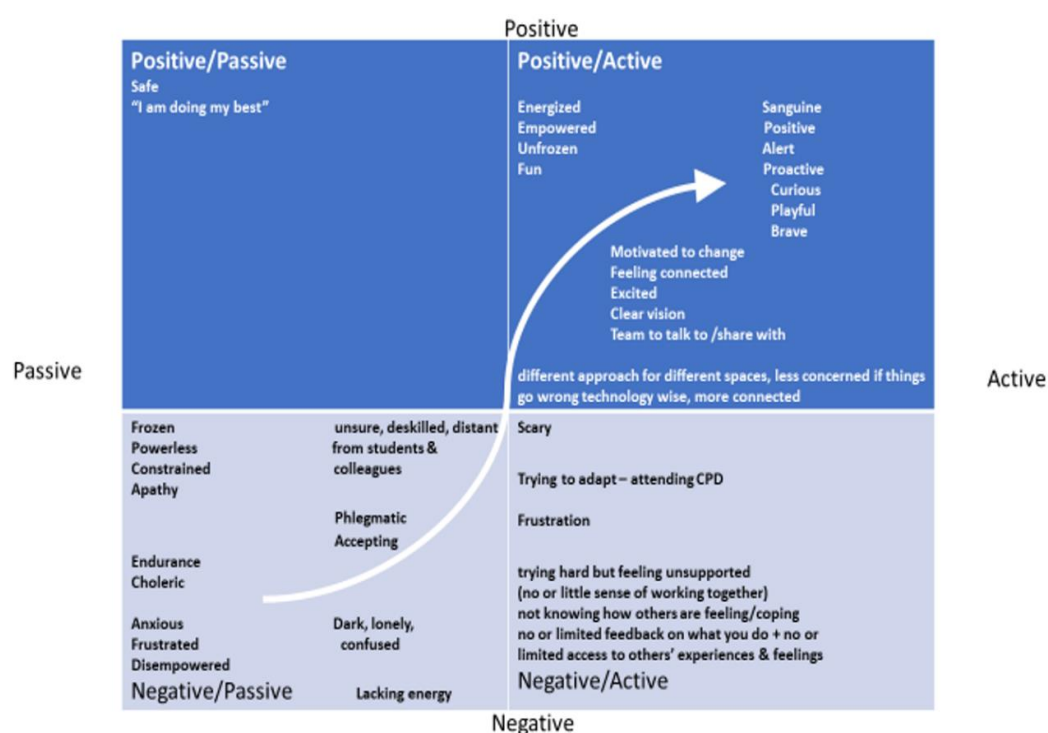 Positive
Positive/Passive
Safe
“I am doing my best”
Positive/Active
Energized
Empowered
Unfrozen
Fun
Sanguine
Positive
Alert
Proactive
Curious
Playful
Brave
Motivated to change
Feeling connected
Excited
Clear vision
Team to talk to /share with
different approach for different spaces, less concerned if things
go wrong technology wise, more connected
Passive
Active
Frozen
Powerless
Constrained
Apathy
unsure, deskilled, distant
from students &
colleagues
Phlegmatic
Accepting
Endurance
Choleric
Anxious
Frustrated
Disempowered
Dark, lonely,
confused
Negative/Passive
Lacking energy
Scary
Trying to adapt – attending CPD
Frustration
trying hard but feeling unsupported
(no or little sense of working together)
not knowing how others are feeling/coping
no or limited feedback on what you do + no or
limited access to others’ experiences & feelings
Negative/Active
Negative